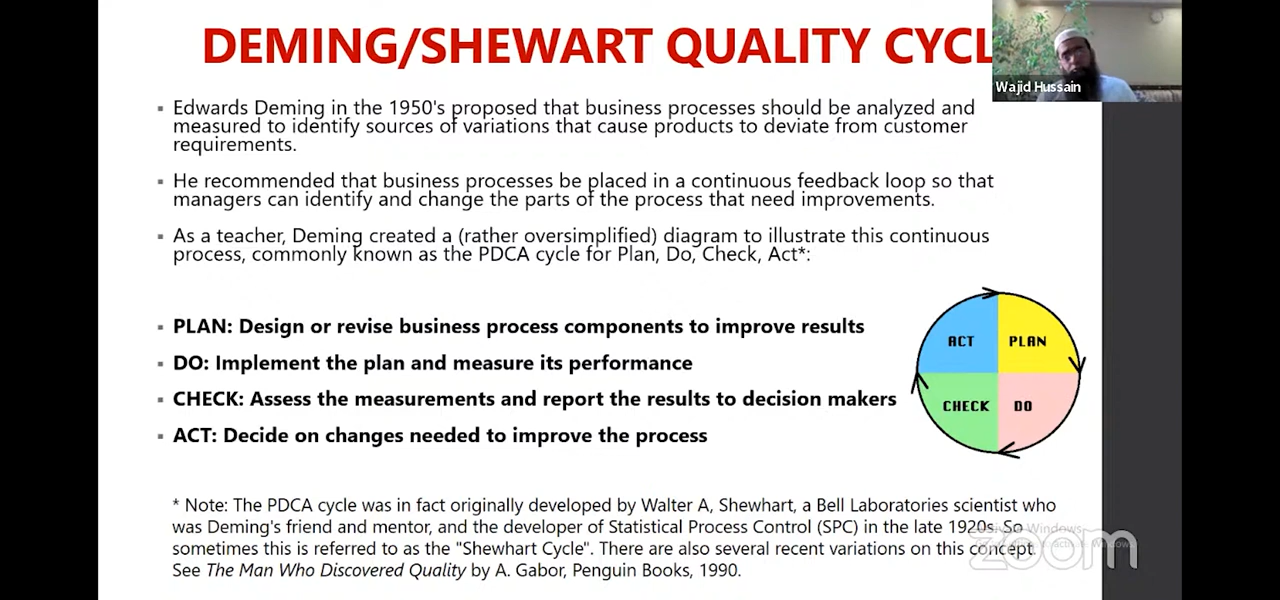 DEMING/SHEWART QUALITY CYCL
Wajid Hussain
▪ Edwards Deming in the 1950's proposed that business processes should be analyzed and
measured to identify sources of variations that cause products to deviate from customer
requirements.
▪ He recommended that business processes be placed in a continuous feedback loop so that
managers can identify and change the parts of the process that need improvements.
▪ As a teacher, Deming created a (rather oversimplified) diagram to illustrate this continuous
process, commonly known as the PDCA cycle for Plan, Do, Check, Act*:
▪ PLAN: Design or revise business process components to improve results
▪ DO: Implement the plan and measure its performance
▪ CHECK: Assess the measurements and report the results to decision makers
▪ ACT: Decide on changes needed to improve the process
ACT PLAN
CHECK DO
* Note: The PDCA cycle was in fact originally developed by Walter A, Shewhart, a Bell Laboratories scientist who
was Deming's friend and mentor, and the developer of Statistical Process Control (SPC) in the late 1920s. So
sometimes this is referred to as the "Shewhart Cycle". There are also several recent variations on this concept.
See The Man Who Discovered Quality by A. Gabor, Penguin Books, 1990.
Windows
zoom